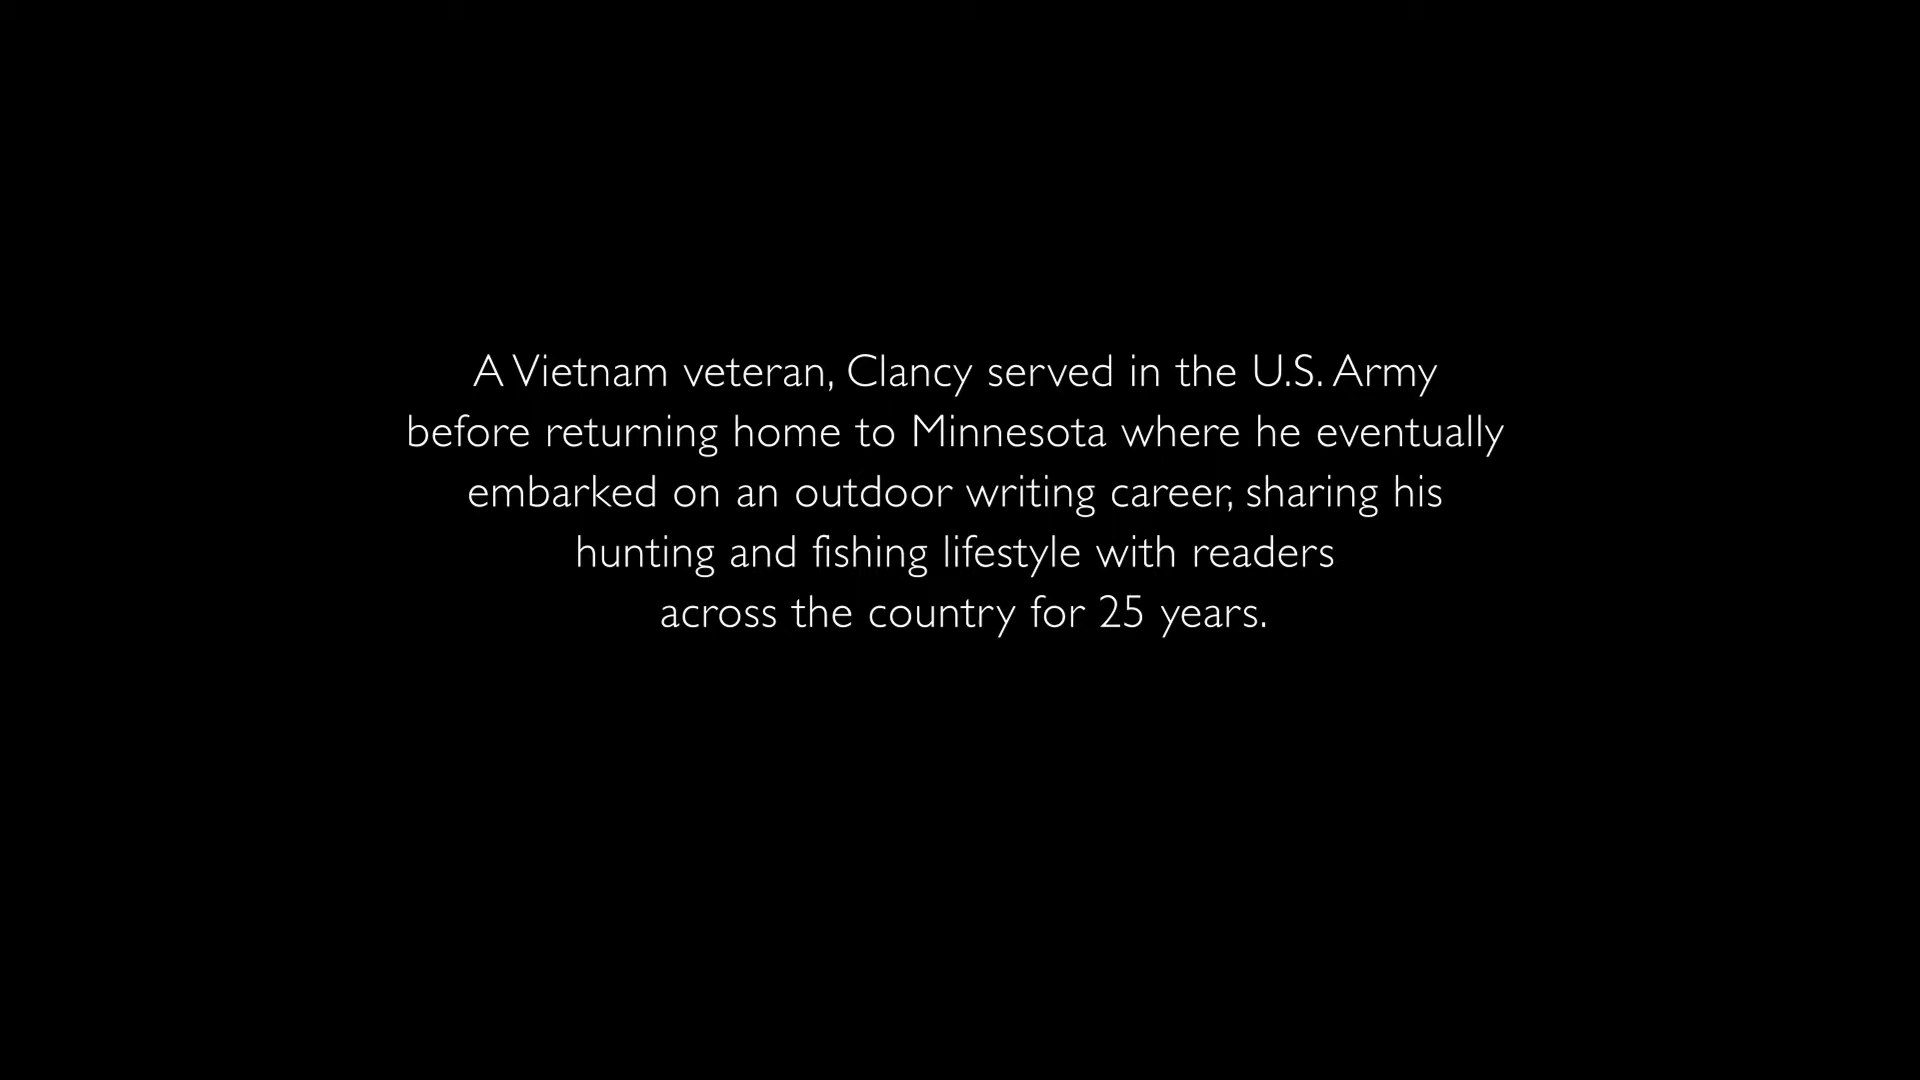 A Vietnam veteran, Clancy served in the U.S. Army
before returning home to Minnesota where he eventually
embarked on an outdoor writing career, sharing his
hunting and fishing lifestyle with readers
across the country for 25 years.